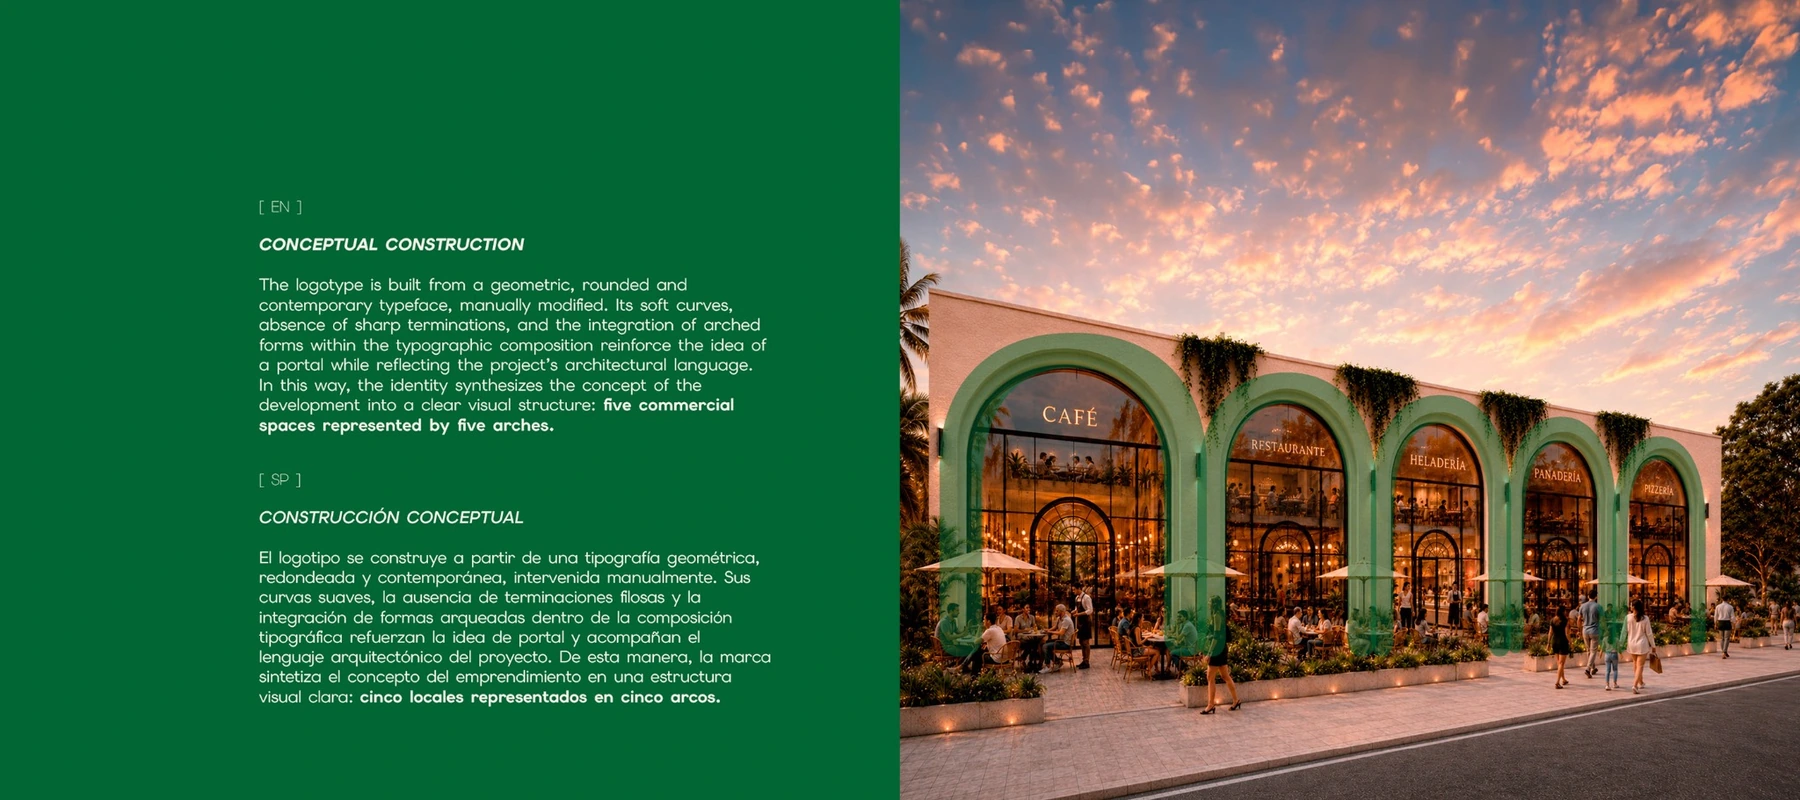 [ EN ]
CONCEPTUAL CONSTRUCTION
The logotype is built from a geometric, rounded and
contemporary typeface, manually modified. Its soft curves,
absence of sharp terminations, and the integration of arched
forms within the typographic composition reinforce the idea of
a portal while reflecting the project’s architectural language.
In this way, the identity synthesizes the concept of the
development into a clear visual structure: five commercial
spaces represented by five arches.
[ SP ]
CONSTRUCCIÓN CONCEPTUAL
El logotipo se construye a partir de una tipografía geométrica,
redondeada y contemporánea, intervenida manualmente. Sus
curvas suaves, la ausencia de terminaciones filosas y la
integración de formas arqueadas dentro de la composición
tipográfica refuerzan la idea de portal y acompañan el
lenguaje arquitectónico del proyecto. De esta manera, la marca
sintetiza el concepto del emprendimiento en una estructura
visual clara: cinco locales representados en cinco arcos.
CAFÉ
RESTAURANTE
HELADERÍA
PANADERÍA
PIZZERÍA